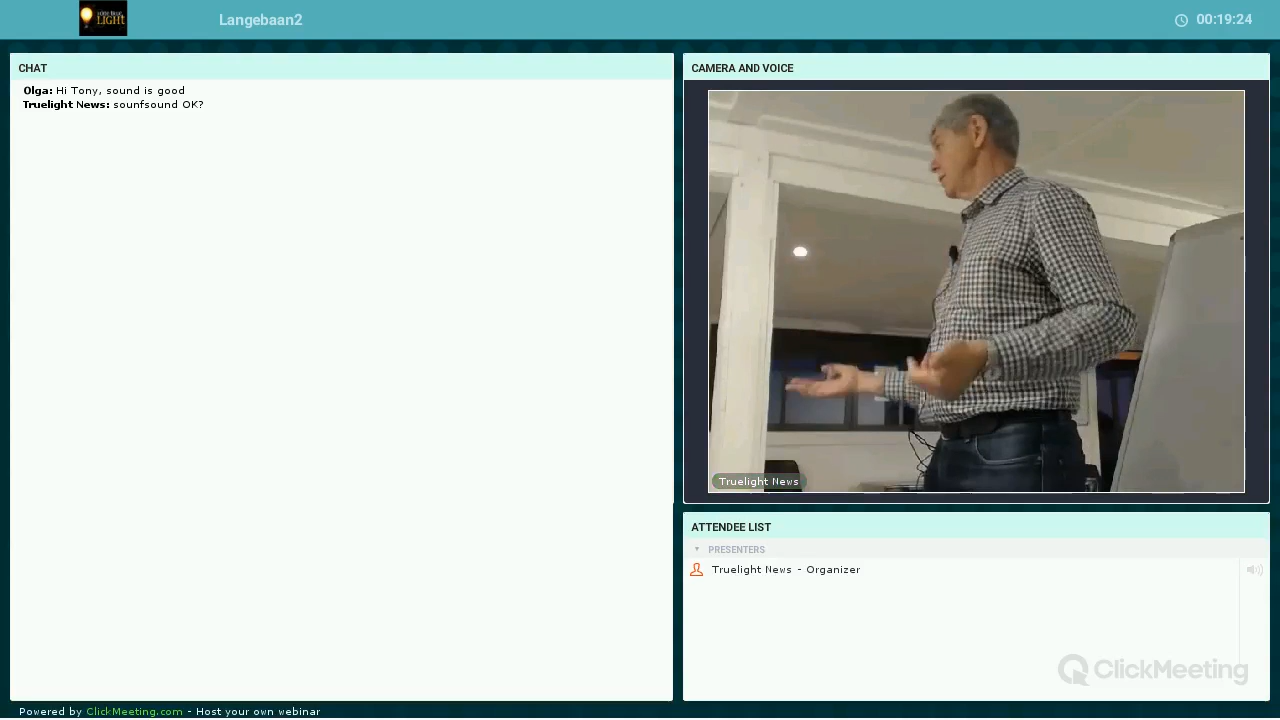 LIGHT
Langebaan2
00:19:24
CHAT
Olga: Hi Tony, sound is good
Truelight News: sounfsound OK?
CAMERA AND VOICE
Truelight News
ATTENDEE LIST
PRESENTERS
Truelight News - Organizer
ClickMeeting
Powered by ClickMeeting.com - Host your own webinar